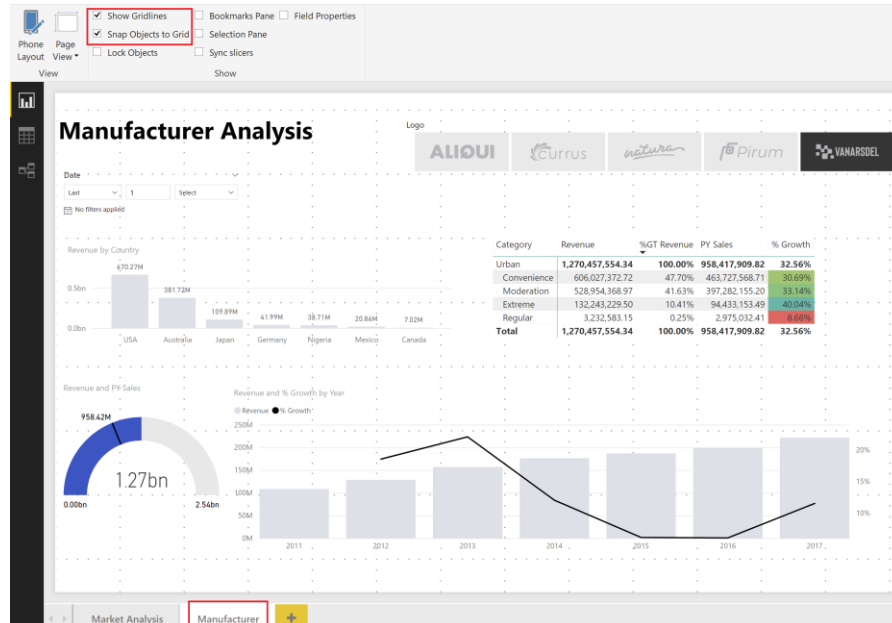 Show Gridlines
Bookmarks Pane
Field Properties
Snap Objects to Grid
Selection Pane
Lock Objects
Sync slicers
Phone Layout
Page View
View
Show
Manufacturer Analysis
Logo
ALIQUI
Currus
natura
Pirum
VANARSDEL
Date
Last
1
Select
No filters applied
Revenue by Country
670.27M
381.72M
109.89M
41.99M
38.71M
20.86M
7.02M
0.5bn
0.0bn
USA Australia Japan Germany Nigeria Mexico Canada
Category Revenue %GT Revenue PY Sales % Growth
Urban 1,270,457,554.34 100.00% 958,417,909.82 32.56%
Convenience 606,027,372.72 47.70% 463,727,568.71 30.69%
Moderation 528,954,368.97 41.63% 397,282,155.20 33.14%
Extreme 132,243,229.50 10.41% 94,433,153.49 40.04%
Regular 3,232,583.15 0.25% 2,975,032.41 8.66%
Total 1,270,457,554.34 100.00% 958,417,909.82 32.56%
Revenue and PY Sales
958.42M
1.27bn
0.00bn
2.54bn
Revenue and % Growth by Year
Revenue % Growth
250M
200M
150M
100M
50M
0M
20%
15%
10%
2011 2012 2013 2014 2015 2016 2017
Market Analysis
Manufacturer
+